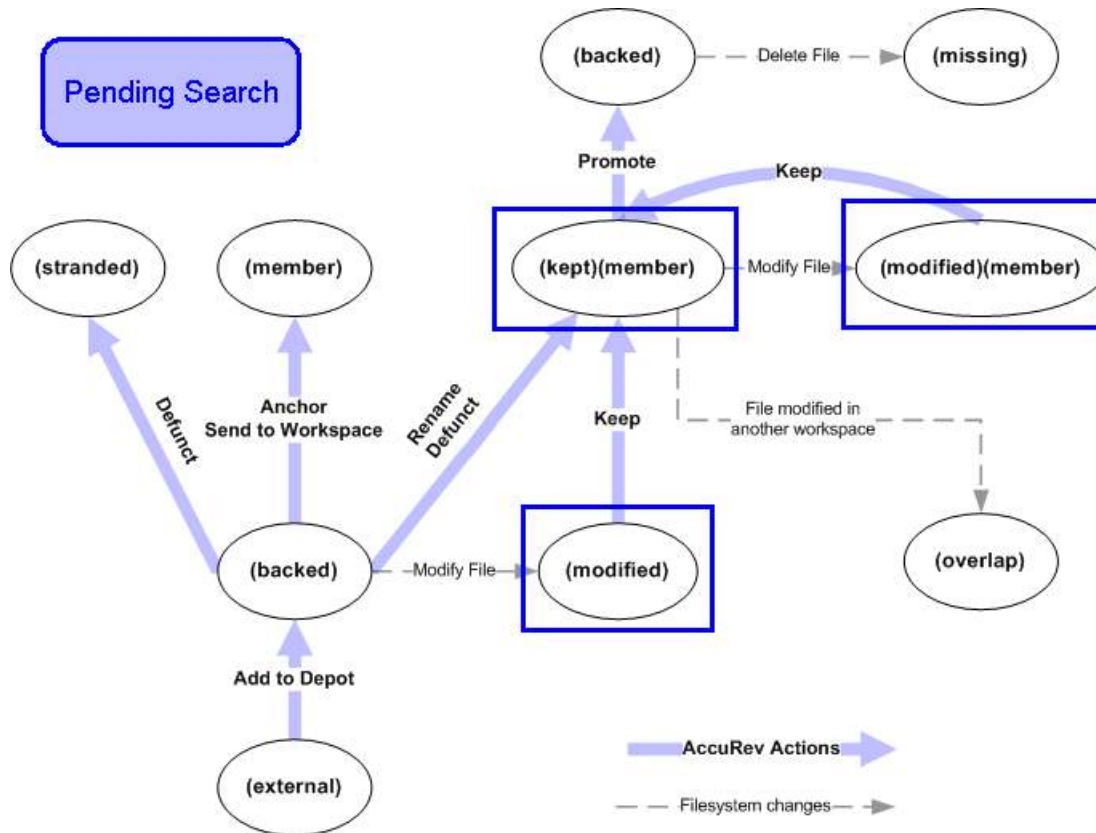 Pending Search
(backed)
Delete File
(missing)
Promote
Keep
(stranded)
(member)
(kept)(member)
Modify File
(modified)(member)
Defunct
Anchor
Send to Workspace
Rename
Defunct
Keep
File modified in
another workspace
(backed)
Modify File
(modified)
(overlap)
Add to Depot
(external)
AccuRev Actions
Filesystem changes